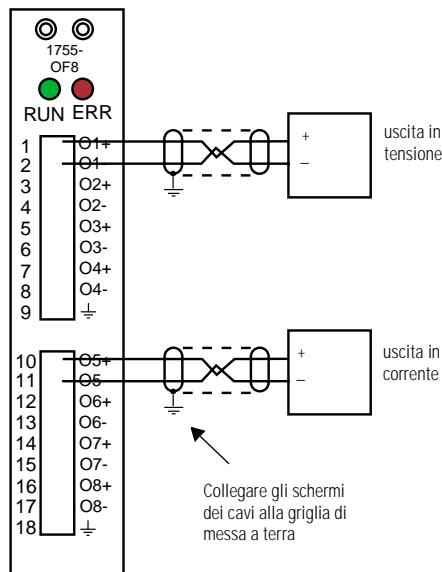 1755-
OF8
RUN ERR
1 O1+
2 O1-
3 O2+
4 O2-
5 O3+
6 O3-
7 O4+
8 O4-
9
+
−
uscita in
tensione
10 O5+
11 O5-
12 O6+
13 O6-
14 O7+
15 O7-
16 O8+
17 O8-
18
+
−
uscita in
corrente
Collegare gli schermi
dei cavi alla griglia di
messa a terra